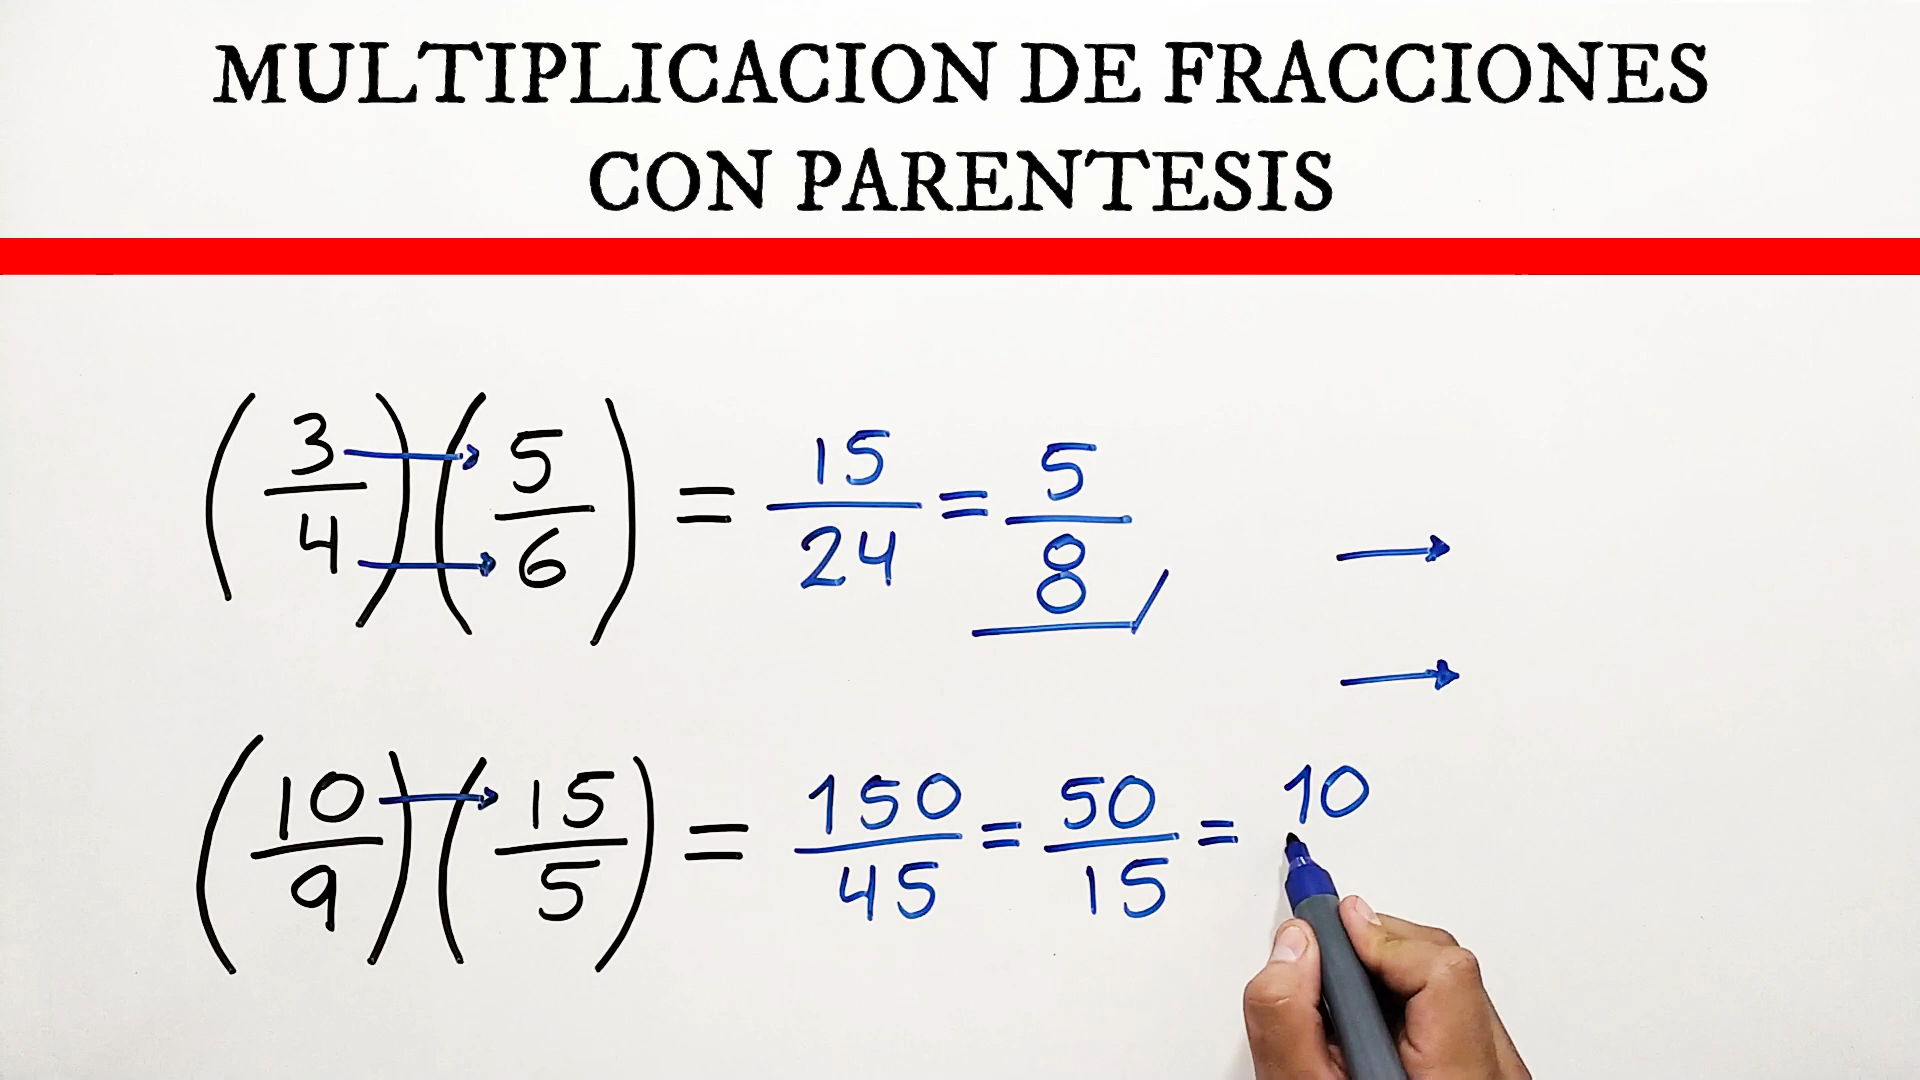 MULTIPLICACION DE FRACCIONES
CON PARENTESIS
(3/4)(5/6) = 15/24 = 5/8
(10/9)(15/5) = 150/45 = 50/15 = 10